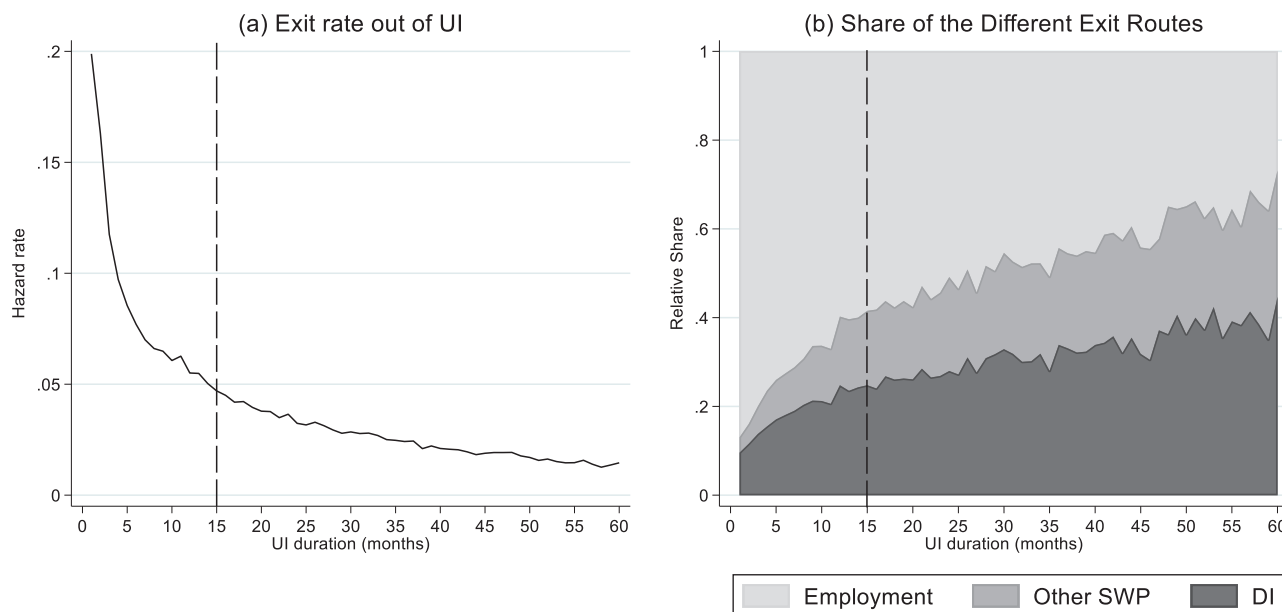 (a) Exit rate out of UI
.2
.15
.1
.05
0
Hazard rate
0 5 10 15 20 25 30 35 40 45 50 55 60
UI duration (months)
(b) Share of the Different Exit Routes
1
.8
.6
.4
.2
0
Relative Share
0 5 10 15 20 25 30 35 40 45 50 55 60
UI duration (months)
Employment Other SWP DI